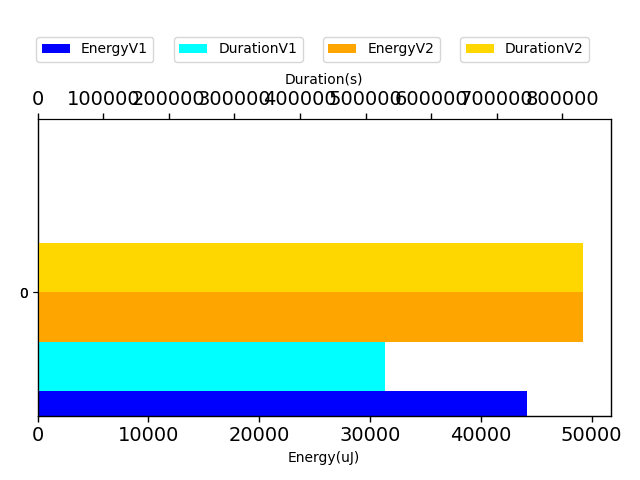 EnergyV1 DurationV1 EnergyV2 DurationV2
Duration(s)
0 100000 200000 300000 400000 500000 600000 700000 800000
0
0 10000 20000 30000 40000 50000
Energy(uJ)